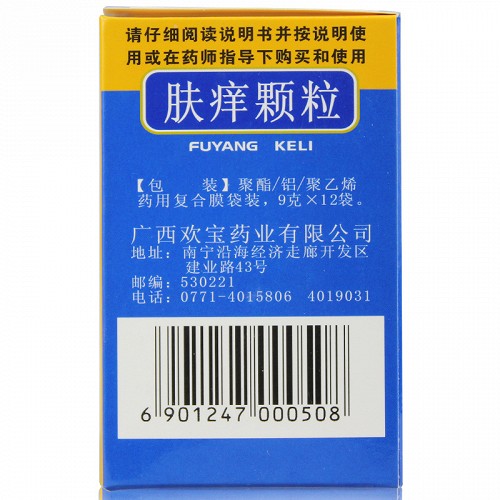 请仔细阅读说明书并按说明使
用或在药师指导下购买和使用
肤痒颗粒
FUYANG KELI
【包 装】聚酯/铝/聚乙烯
药用复合膜袋装，9克×12袋。
广西欢宝药业有限公司
地址：南宁沿海经济走廊开发区
建业路43号
邮编：530221
电话：0771-4015806 4019031
6 901247 000508